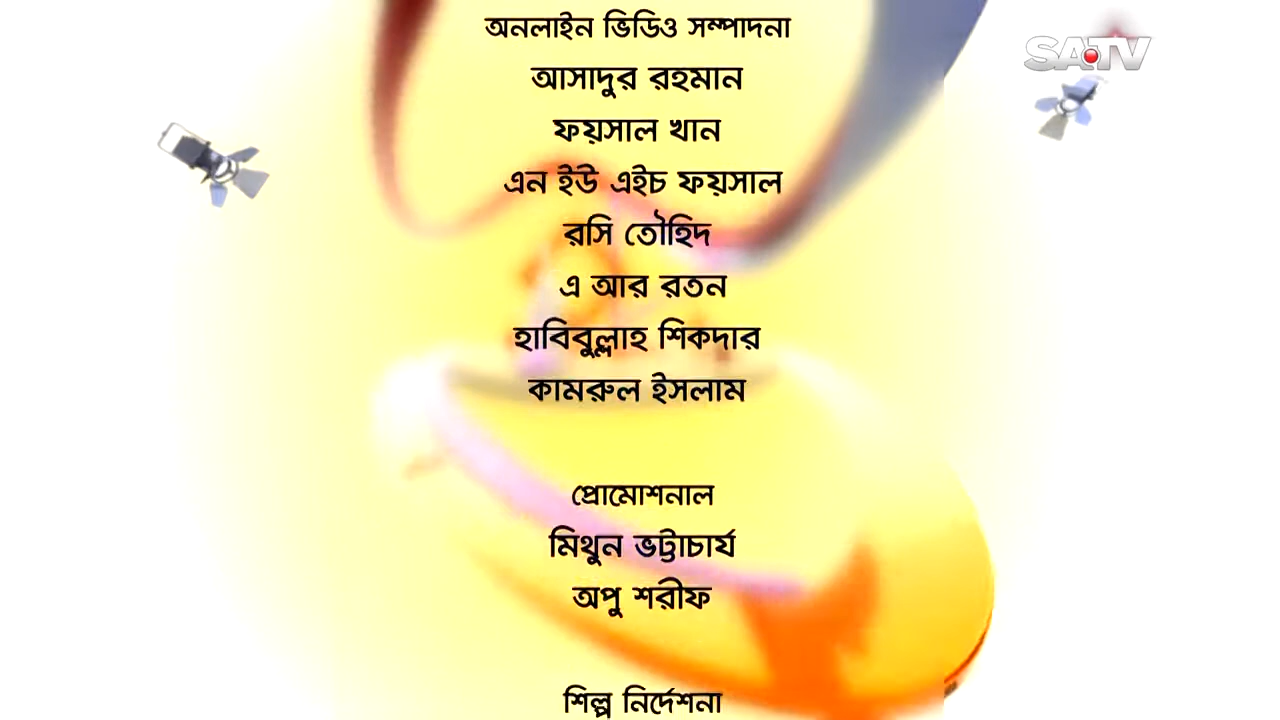 অনলাইন ভিডিও সম্পাদনা
SATV
আসাদুর রহমান
ফয়সাল খান
এন ইউ এইচ ফয়সাল
রসি তৌহিদ
এ আর রতন
হাবিবুল্লাহ শিকদার
কামরুল ইসলাম
প্রোমোশনাল
মিথুন ভট্টাচার্য
অপু শরীফ
শিল্প নির্দেশনা